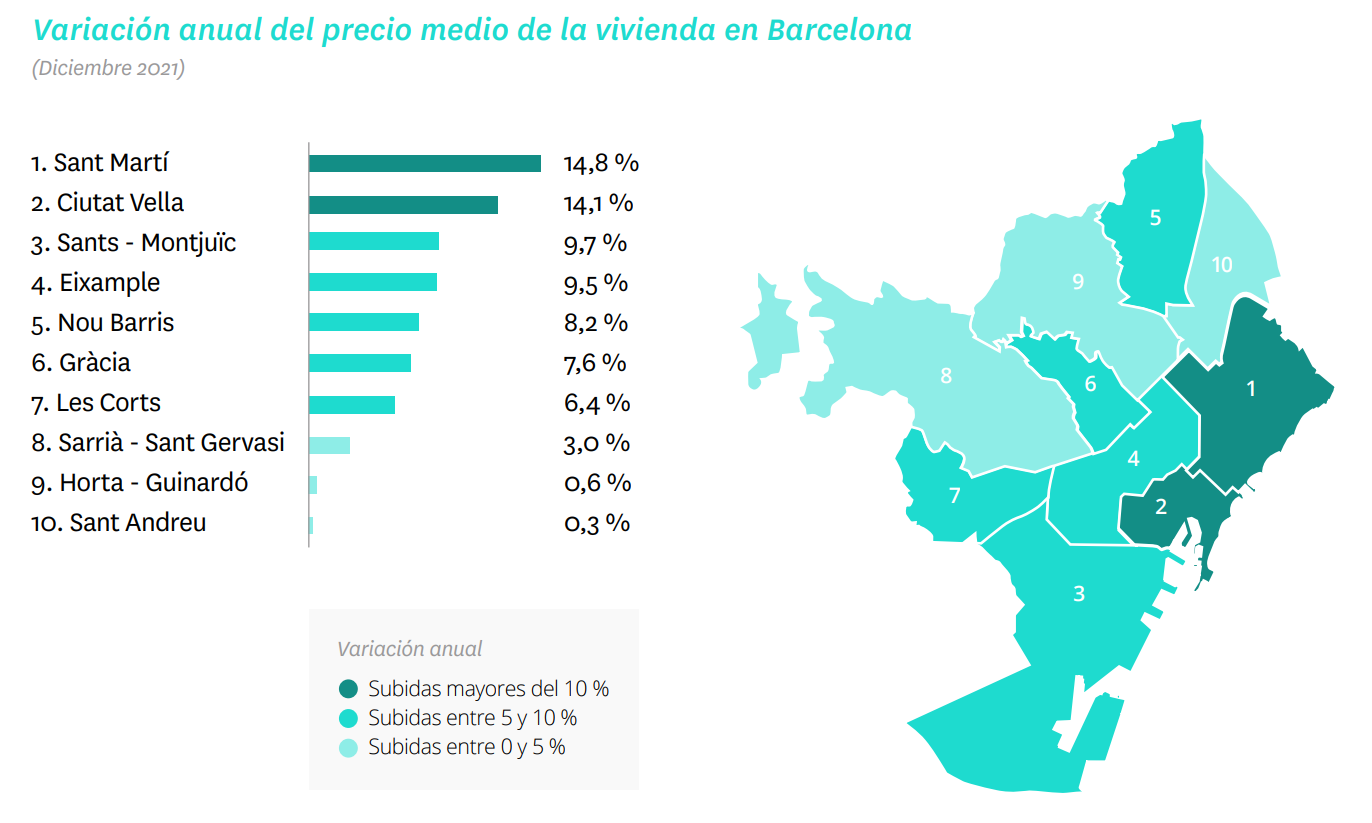 Variación anual del precio medio de la vivienda en Barcelona
(Diciembre 2021)
1. Sant Martí 14,8 %
2. Ciutat Vella 14,1 %
3. Sants - Montjuïc 9,7 %
4. Eixample 9,5 %
5. Nou Barris 8,2 %
6. Gràcia 7,6 %
7. Les Corts 6,4 %
8. Sarrià - Sant Gervasi 3,0 %
9. Horta - Guinardó 0,6 %
10. Sant Andreu 0,3 %
Variación anual
Subidas mayores del 10 %
Subidas entre 5 y 10 %
Subidas entre 0 y 5 %
5
10
9
8
6
1
4
7
2
3